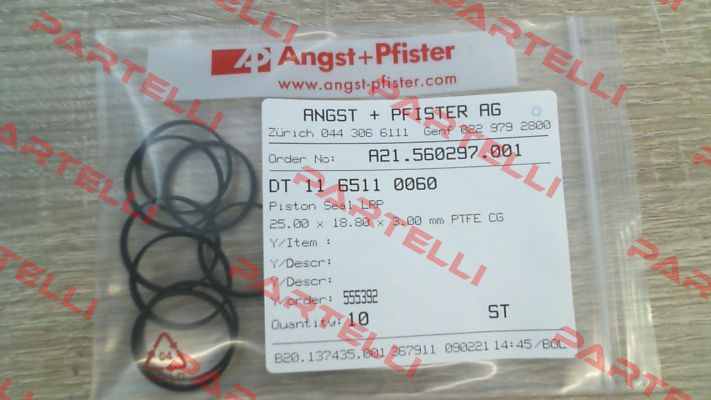 Angst+Pfister
www.angst-pfister.com
ANGST + PFISTER AG
Zürich 044 306 6111 Genf 022 979 2800
Order No: A21.560297.001
DT 11 6511 0060
Piston Seal LRP
25.00 x 18.80 x 3.00 mm PTFE CG
Y/Item :
Y/Descr:
Y/Descr:
Y/order: 555392
Quantity: 10 ST
B20.137435.001 367911 090221 14:45 /BOL
04
PARTELLI
PARTELLI
PARTELLI
PARTELLI
PARTELLI